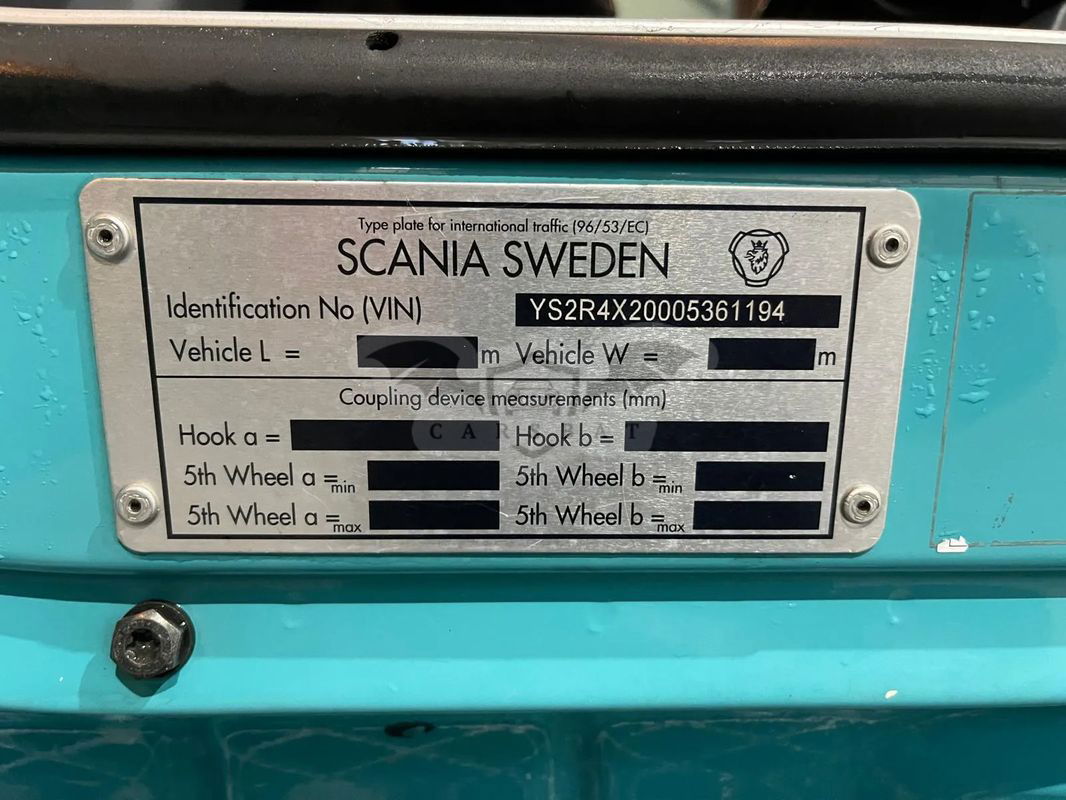 Type plate for international traffic (96/53/EC)
SCANIA SWEDEN
Identification No (VIN) YS2R4X20005361194
Vehicle L = m Vehicle W = m
Coupling device measurements (mm)
CARSBAT
Hook a = Hook b =
5th Wheel a =min 5th Wheel b =min
5th Wheel a =max 5th Wheel b =max